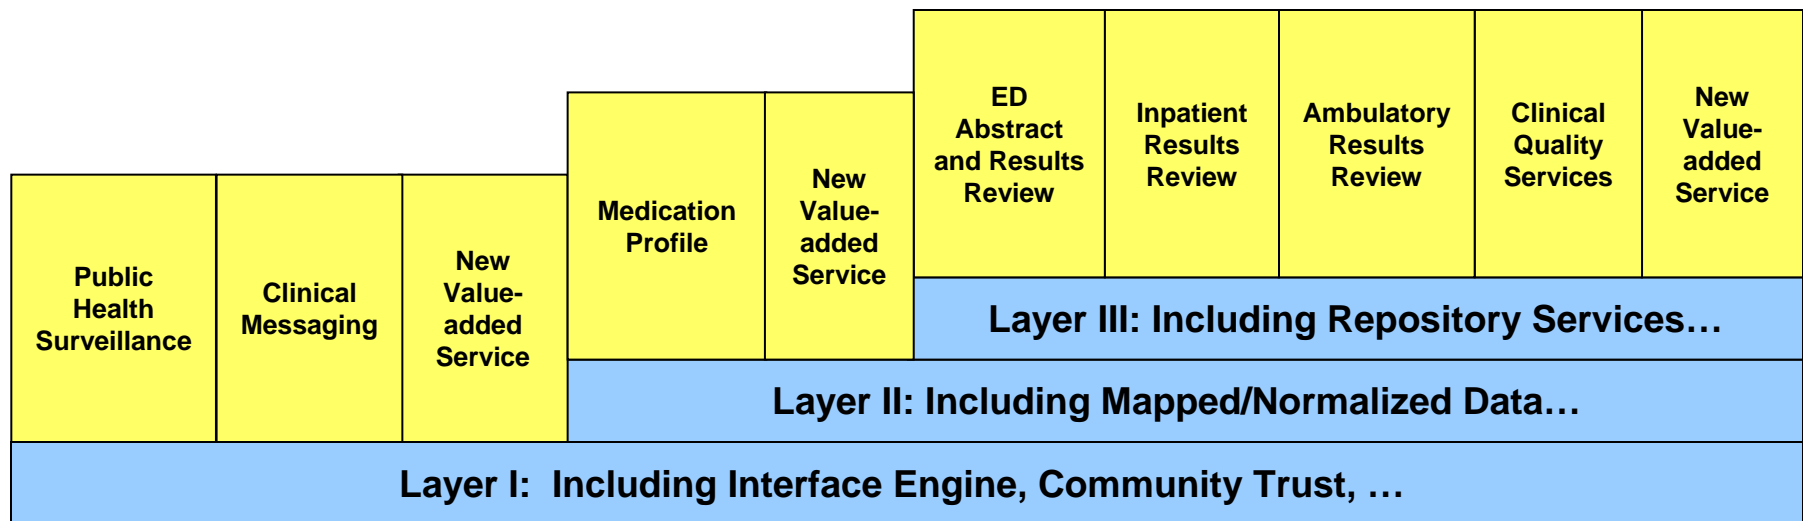 Public
Health
Surveillance
Clinical
Messaging
New
Value-
added
Service
Medication
Profile
New
Value-
added
Service
ED
Abstract
and Results
Review
Inpatient
Results
Review
Ambulatory
Results
Review
Clinical
Quality
Services
New
Value-
added
Service
Layer III: Including Repository Services…
Layer II: Including Mapped/Normalized Data…
Layer I:  Including Interface Engine, Community Trust, …